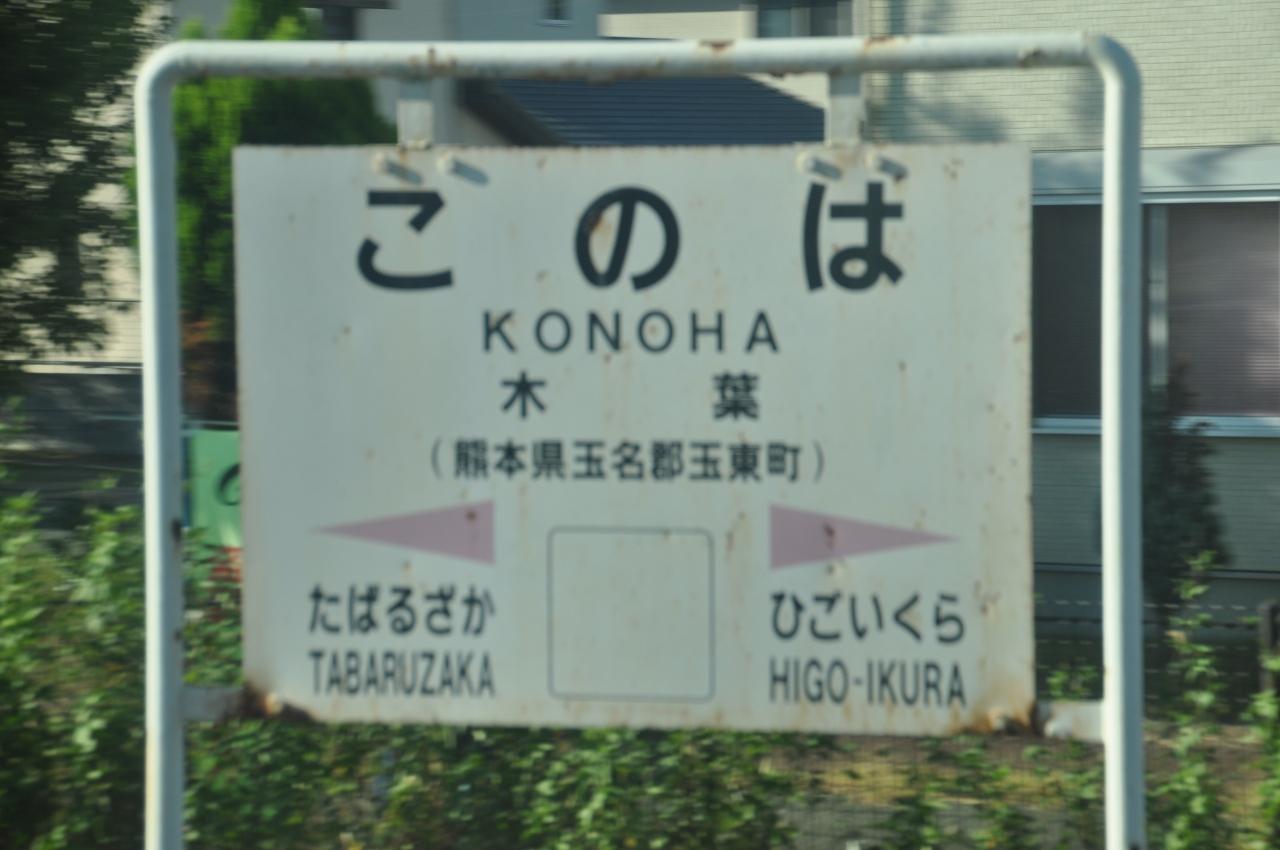 このは
KONOHA
木葉
(熊本県玉名郡玉東町)
たばるざか ひごいくら
TABARUZAKA HIGO-IKURA